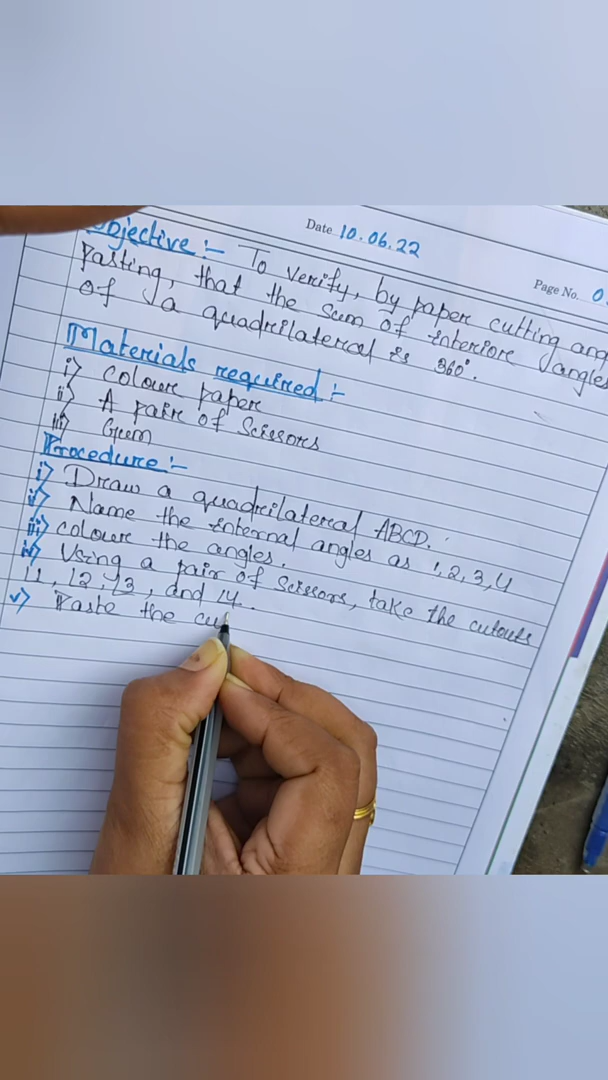 Date 10.06.22
Page No. 0
Objective :- To verify, by paper cutting and
Pasting, that the sum of interiore angles
of a quadrilateral is 360°.
Materials required :-
i) colour paper
ii) A pair of Scissors
iii) Gum
Procedure :-
i) Draw a quadrilateral ABCD.
ii) Name the internal angles as 1, 2, 3, 4
iii) colour the angles.
iv) Using a pair of scissors, take the cutouts
∠1, ∠2, ∠3, and ∠4.
v) Paste the cu